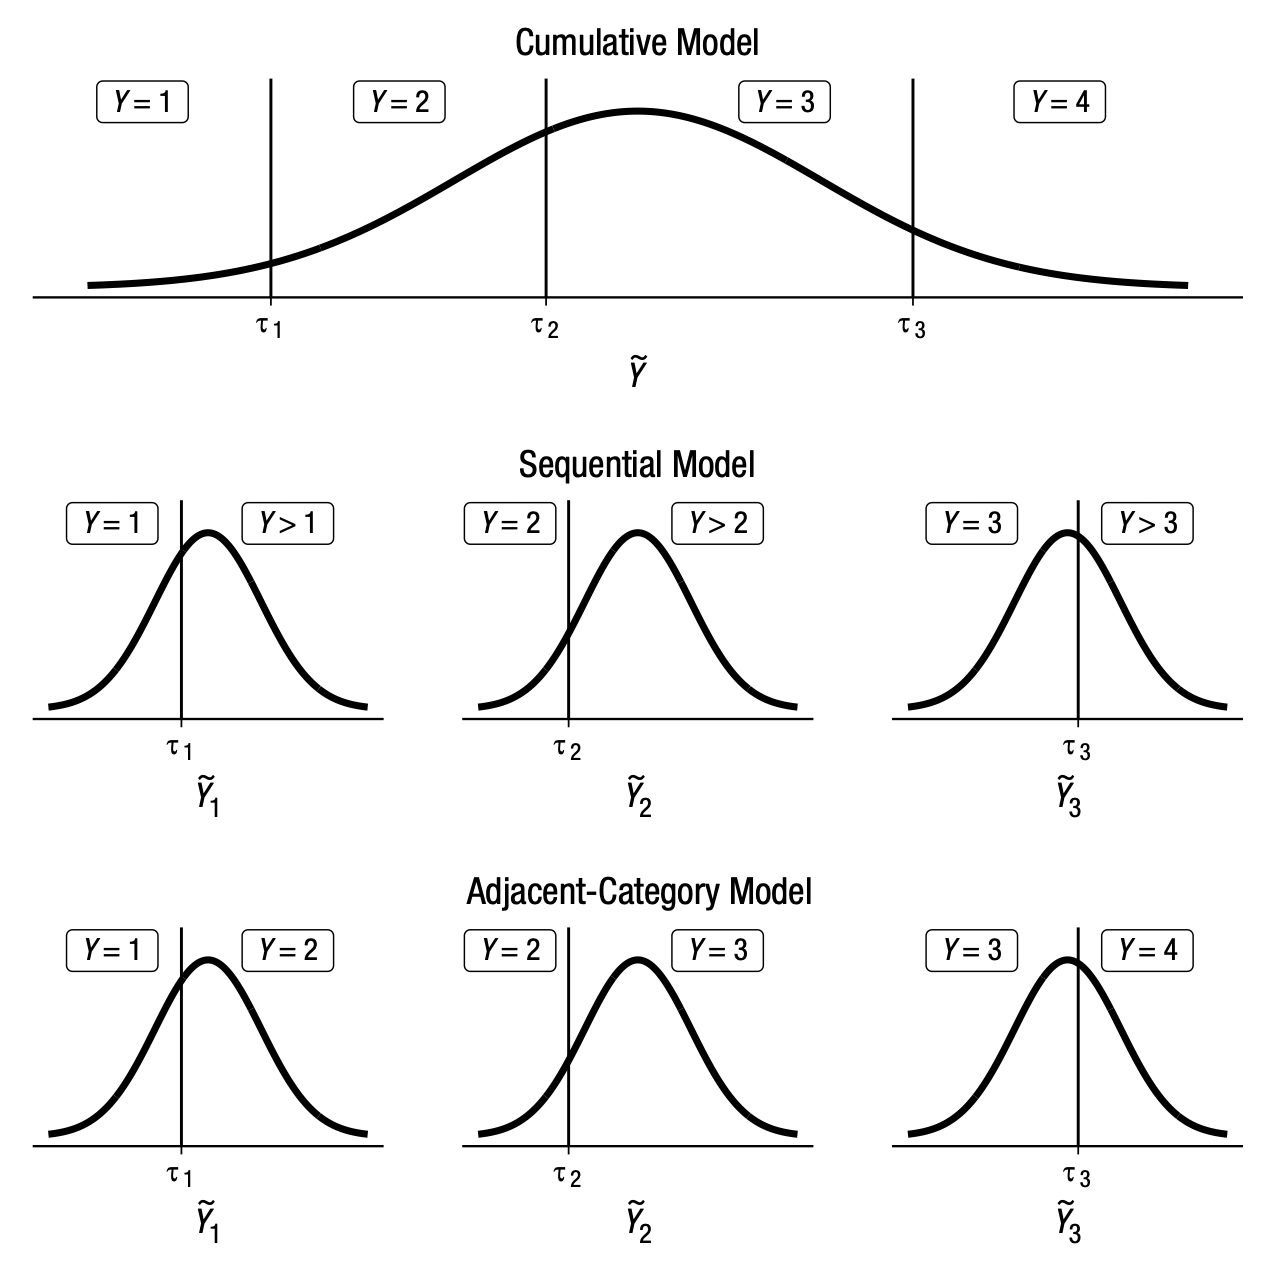 Cumulative Model
Y = 1 Y = 2 Y = 3 Y = 4
τ1 τ2 τ3
Ỹ
Sequential Model
Y = 1 Y > 1 Y = 2 Y > 2 Y = 3 Y > 3
τ1 τ2 τ3
Ỹ1 Ỹ2 Ỹ3
Adjacent-Category Model
Y = 1 Y = 2 Y = 2 Y = 3 Y = 3 Y = 4
τ1 τ2 τ3
Ỹ1 Ỹ2 Ỹ3